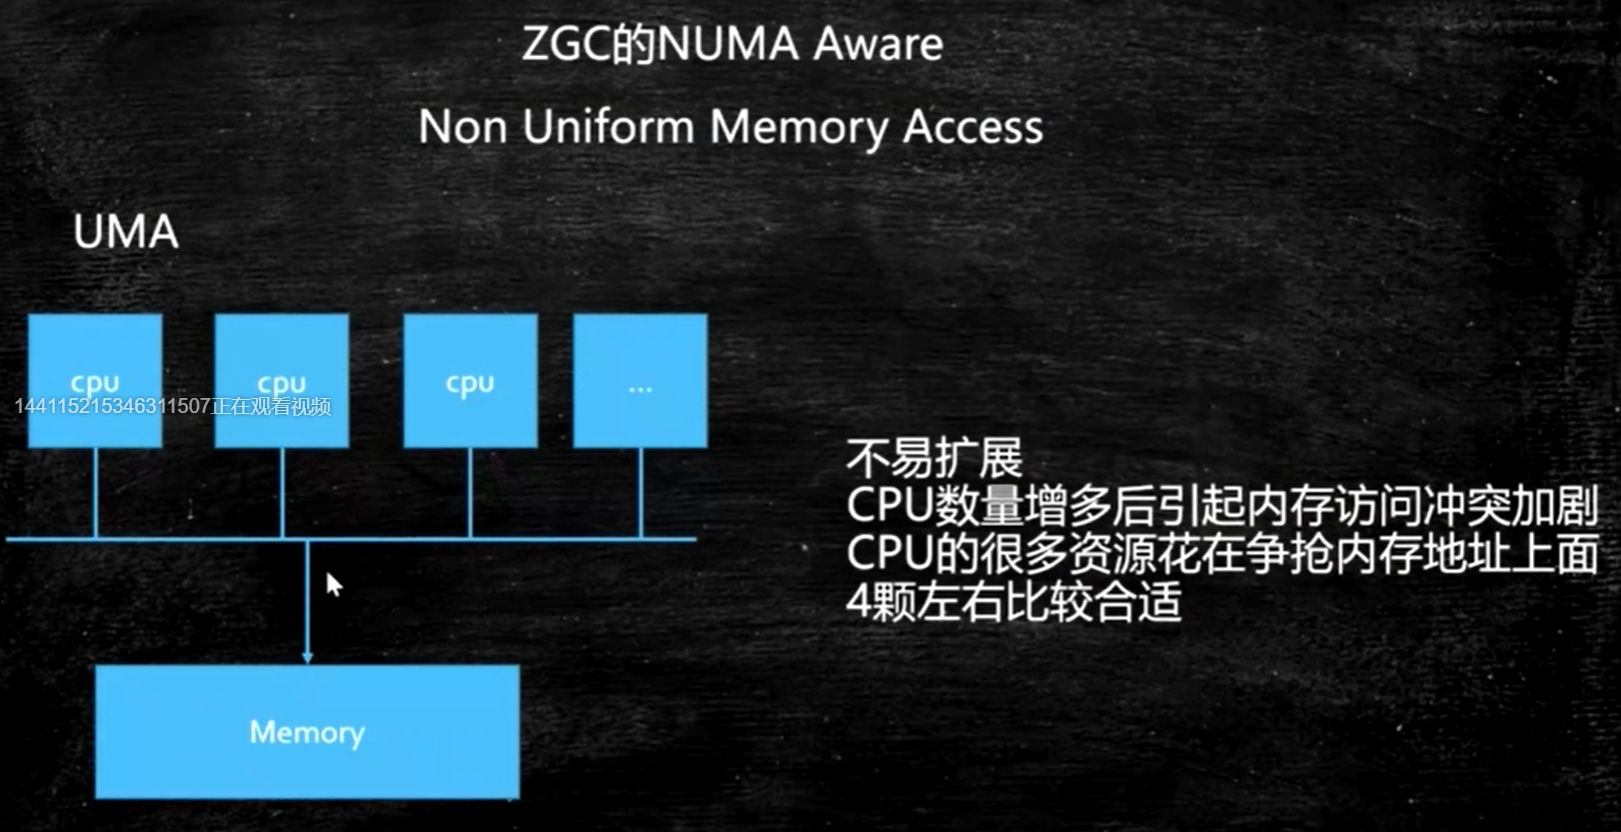 ZGC的NUMA Aware
Non Uniform Memory Access
UMA
cpu
cpu
cpu
...
144115215346311507正在观看视频
不易扩展
CPU数量增多后引起内存访问冲突加剧
CPU的很多资源花在争抢内存地址上面
4颗左右比较合适
Memory